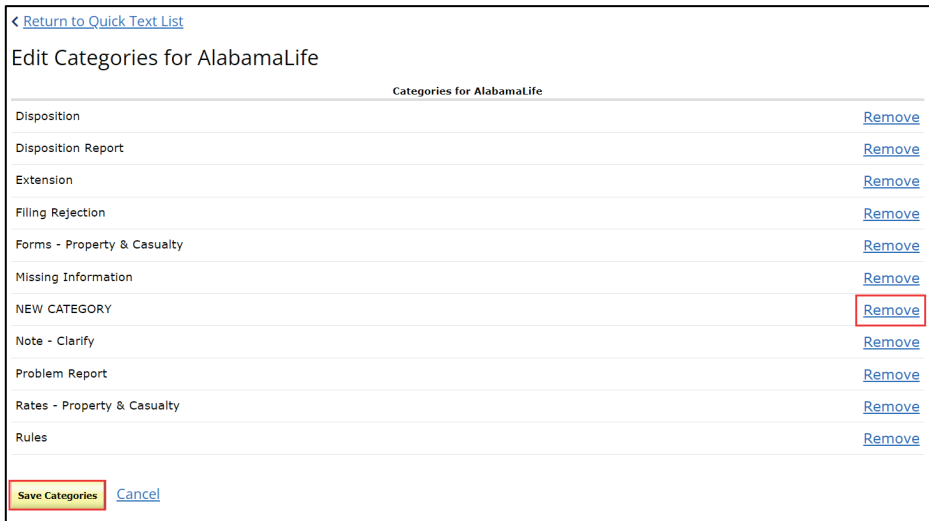 < Return to Quick Text List
Edit Categories for AlabamaLife
Categories for AlabamaLife
Disposition Remove
Disposition Report Remove
Extension Remove
Filing Rejection Remove
Forms - Property & Casualty Remove
Missing Information Remove
NEW CATEGORY Remove
Note - Clarify Remove
Problem Report Remove
Rates - Property & Casualty Remove
Rules Remove
Save Categories Cancel